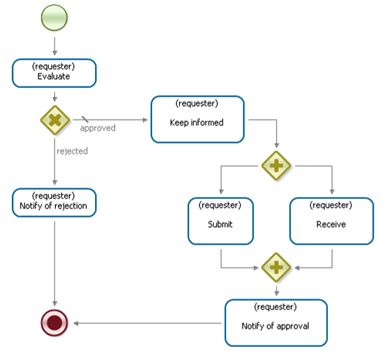 (requester)
Evaluate
approved
(requester)
Keep informed
rejected
(requester)
Notify of rejection
(requester)
Submit
(requester)
Receive
(requester)
Notify of approval